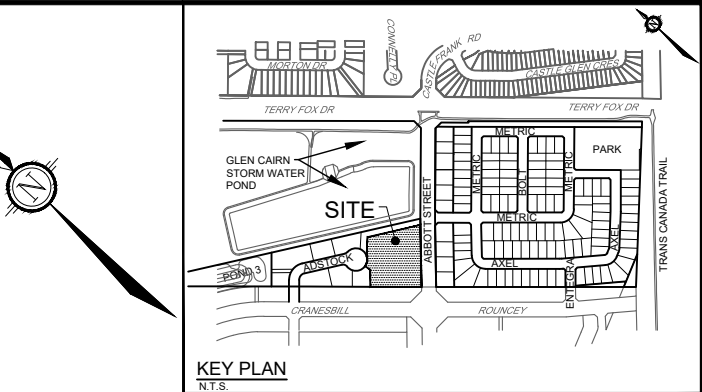 N
N
MORTON DR
CONNELLY PL
CASTLE FRANK RD
CASTLE GLEN CRES
TERRY FOX DR
TERRY FOX DR
GLEN CAIRN
STORM WATER
POND
SITE
ABBOTT STREET
METRIC
METRIC
BOLT
METRIC
PARK
METRIC
AXEL
AXEL
ENTEGRA
TRANS CANADA TRAIL
POND 3
ADSTOCK
CRANESBILL
ROUNCEY
KEY PLAN
N.T.S.